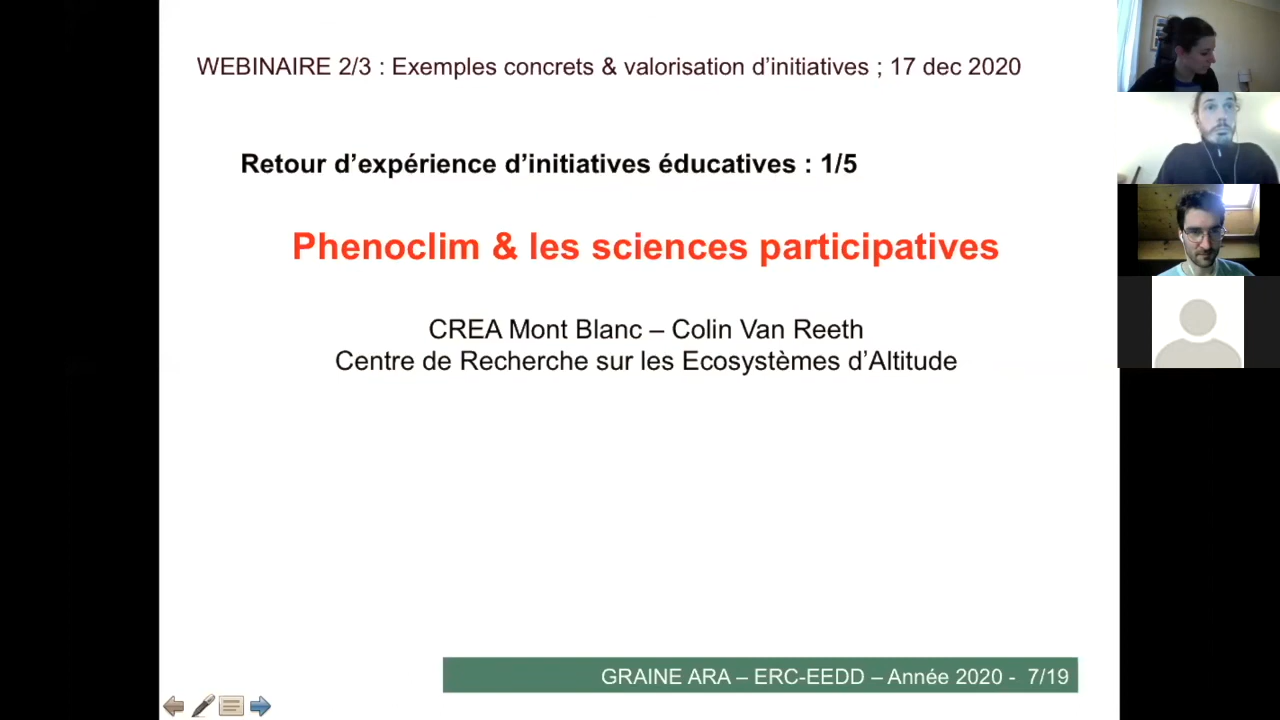 WEBINAIRE 2/3 : Exemples concrets & valorisation d’initiatives ; 17 dec 2020
Retour d’expérience d’initiatives éducatives : 1/5
Phenoclim & les sciences participatives
CREA Mont Blanc – Colin Van Reeth
Centre de Recherche sur les Ecosystèmes d’Altitude
GRAINE ARA – ERC-EEDD – Année 2020 - 7/19